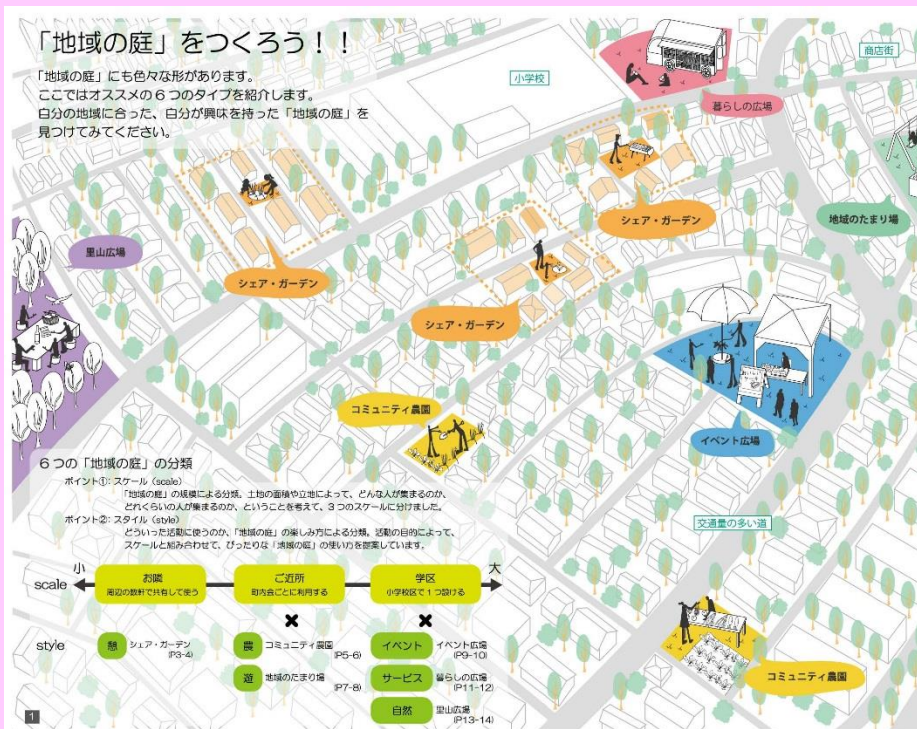 「地域の庭」をつくろう！！
「地域の庭」にも色々な形があります。
ここではオススメの６つのタイプを紹介します。
自分の地域に合った、自分が興味を持った「地域の庭」を
見つけてみてください。
小学校
商店街
暮らしの広場
地域のたまり場
シェア・ガーデン
里山広場
シェア・ガーデン
シェア・ガーデン
コミュニティ農園
イベント広場
交通量の多い道
コミュニティ農園
６つの「地域の庭」の分類
ポイント①：スケール（scale）
「地域の庭」の規模による分類。土地の面積や立地によって、どんな人が集まるのか、
どれくらいの人が集まるのか、ということを考えて、３つのスケールに分けました。
ポイント②：スタイル（style）
どういった活動に使うのか、「地域の庭」の楽しみ方による分類。活動の目的によって、
スケールと組み合わせて、ぴったりな「地域の庭」の使い方を提案しています。
scale 小 大
お隣 ご近所 学区
周辺の数軒で共有して使う 町内会ごとに利用する 小学校区で１つ設ける
× ×
style 憩 シェア・ガーデン 農 コミュニティ農園 イベント イベント広場
(P3-4) (P5-6) (P9-10)
遊 地域のたまり場 サービス 暮らしの広場
(P7-8) (P11-12)
自然 里山広場
(P13-14)
1